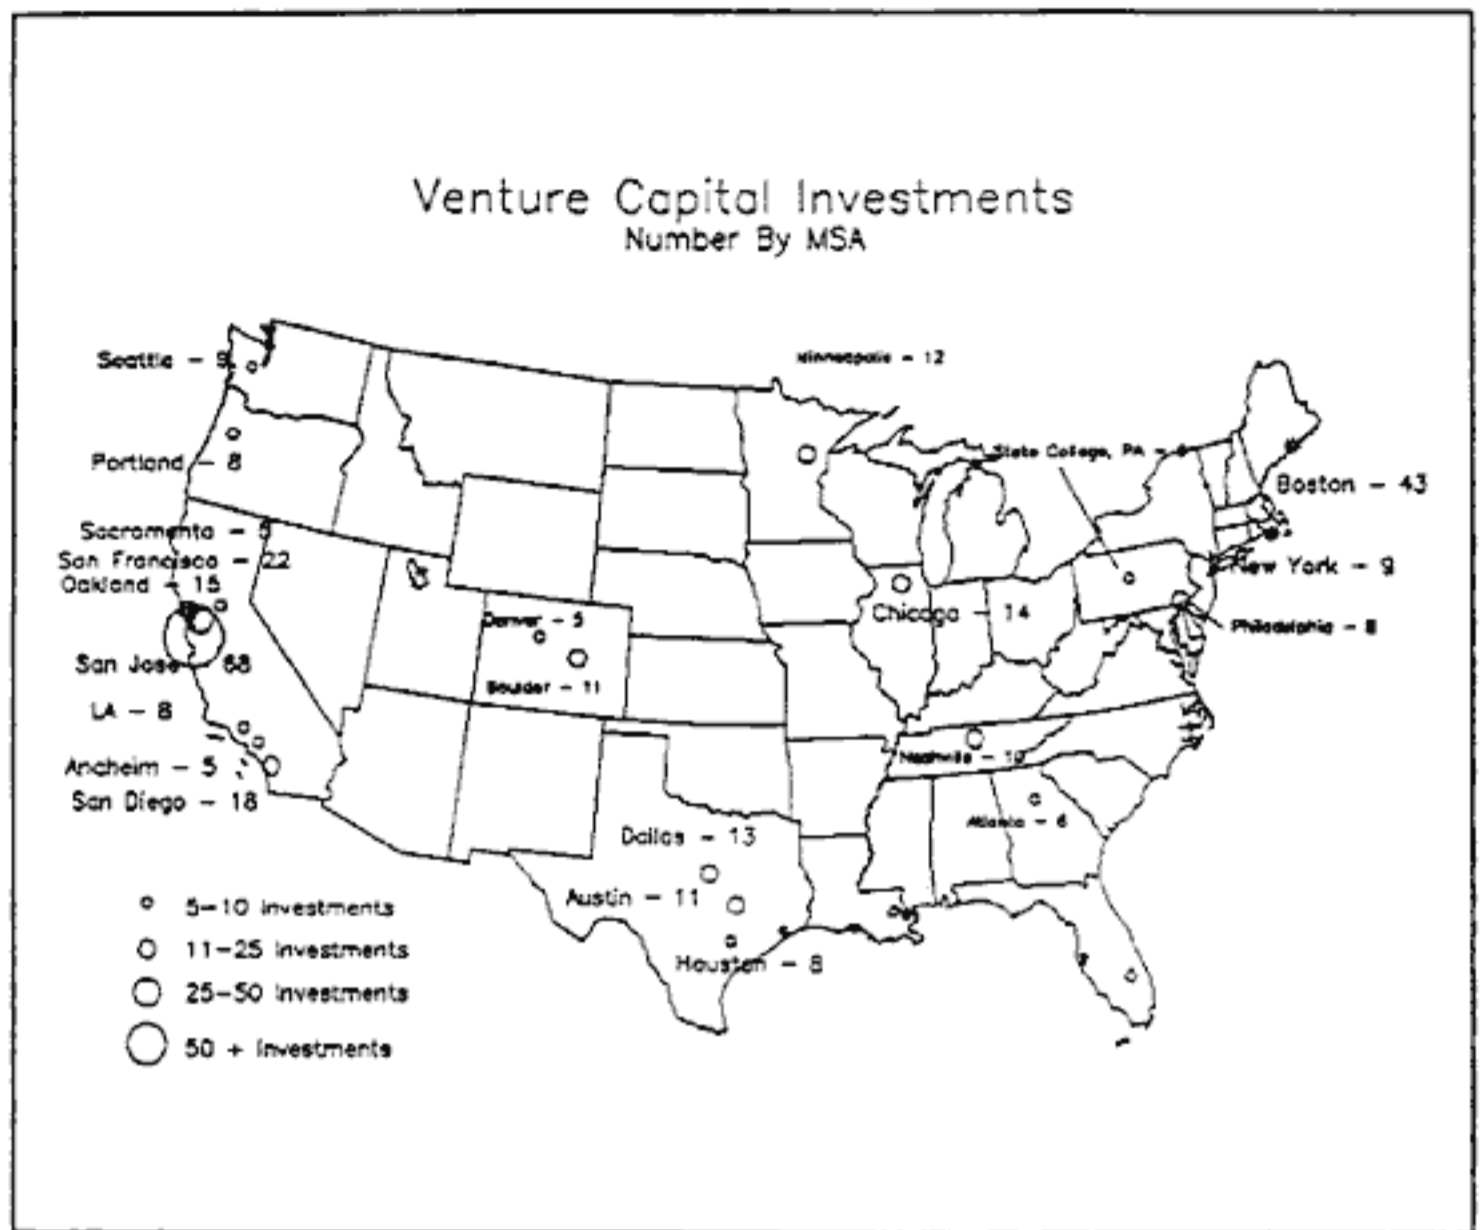 Venture Capital Investments
Number By MSA
Seattle - 9
Minneapolis - 12
Portland - 8
State College, PA -
Boston - 43
Sacramento - 5
San Francisco - 22
Oakland - 15
New York - 9
Chicago - 14
Denver - 5
Philadelphia - 8
San Jose - 68
Boulder - 11
LA - 8
Nashville - 10
Anaheim - 5
San Diego - 18
Atlanta - 6
Dallas - 13
Austin - 11
Houston - 8
5-10 Investments
11-25 Investments
25-50 Investments
50 + Investments